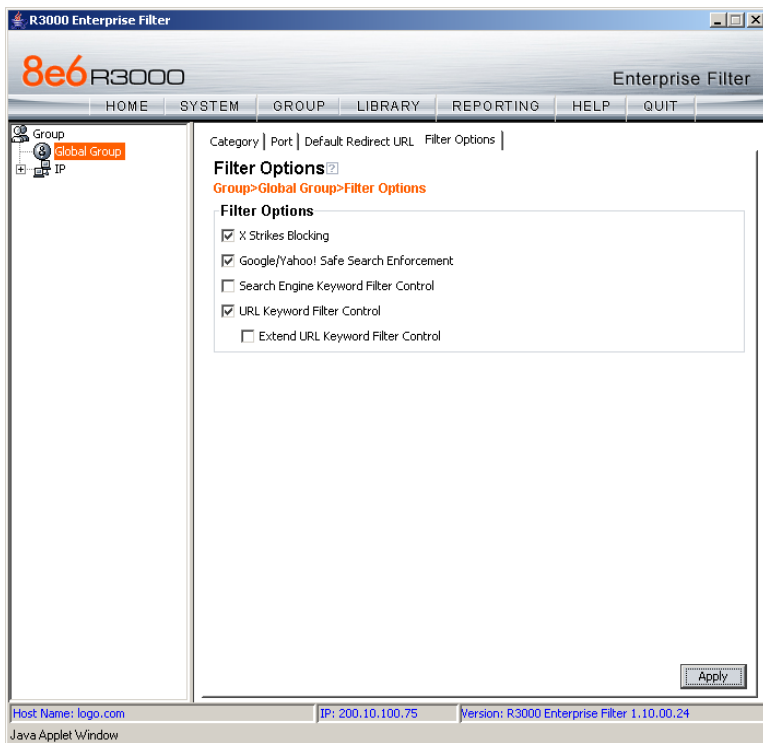 R3000 Enterprise Filter
8e6 R3000
Enterprise Filter
HOME SYSTEM GROUP LIBRARY REPORTING HELP QUIT
Group
Global Group
IP
Category Port Default Redirect URL Filter Options
Filter Options ?
Group>Global Group>Filter Options
Filter Options
X Strikes Blocking
Google/Yahoo! Safe Search Enforcement
Search Engine Keyword Filter Control
URL Keyword Filter Control
Extend URL Keyword Filter Control
Apply
Host Name: logo.com IP: 200.10.100.75 Version: R3000 Enterprise Filter 1.10.00.24
Java Applet Window